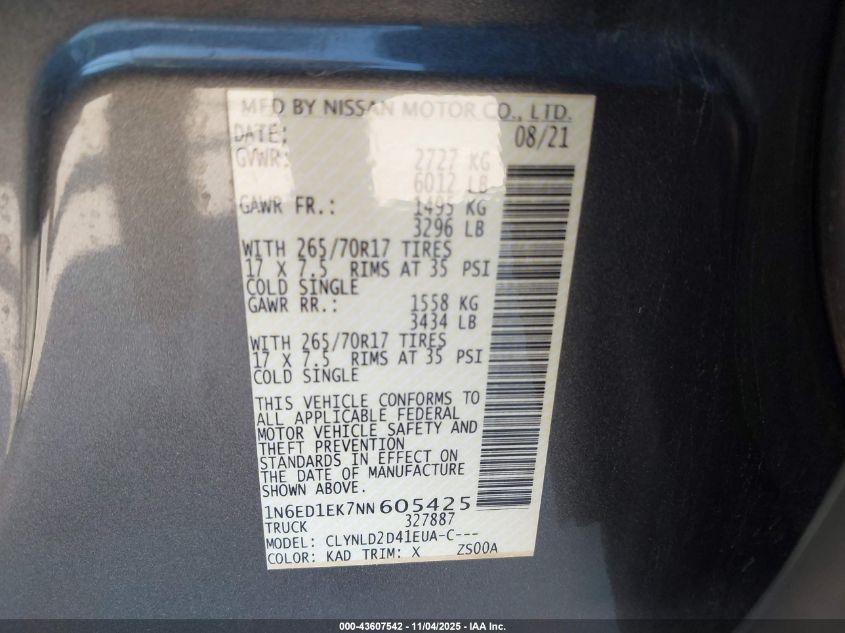 MFD BY NISSAN MOTOR CO., LTD.
DATE: 08/21
GVWR: 2727 KG
6012 LB
GAWR FR.: 1495 KG
3296 LB
WITH 265/70R17 TIRES
17 X 7.5 RIMS AT 35 PSI
COLD SINGLE
GAWR RR.: 1558 KG
3434 LB
WITH 265/70R17 TIRES
17 X 7.5 RIMS AT 35 PSI
COLD SINGLE
THIS VEHICLE CONFORMS TO
ALL APPLICABLE FEDERAL
MOTOR VEHICLE SAFETY AND
THEFT PREVENTION
STANDARDS IN EFFECT ON
THE DATE OF MANUFACTURE
SHOWN ABOVE.
1N6ED1EK7NN605425
TRUCK 327887
MODEL: CLYNLD2D41EUA-C---
COLOR: KAD TRIM: X ZS00A
000-43607542 - 11/04/2025 - IAA Inc.